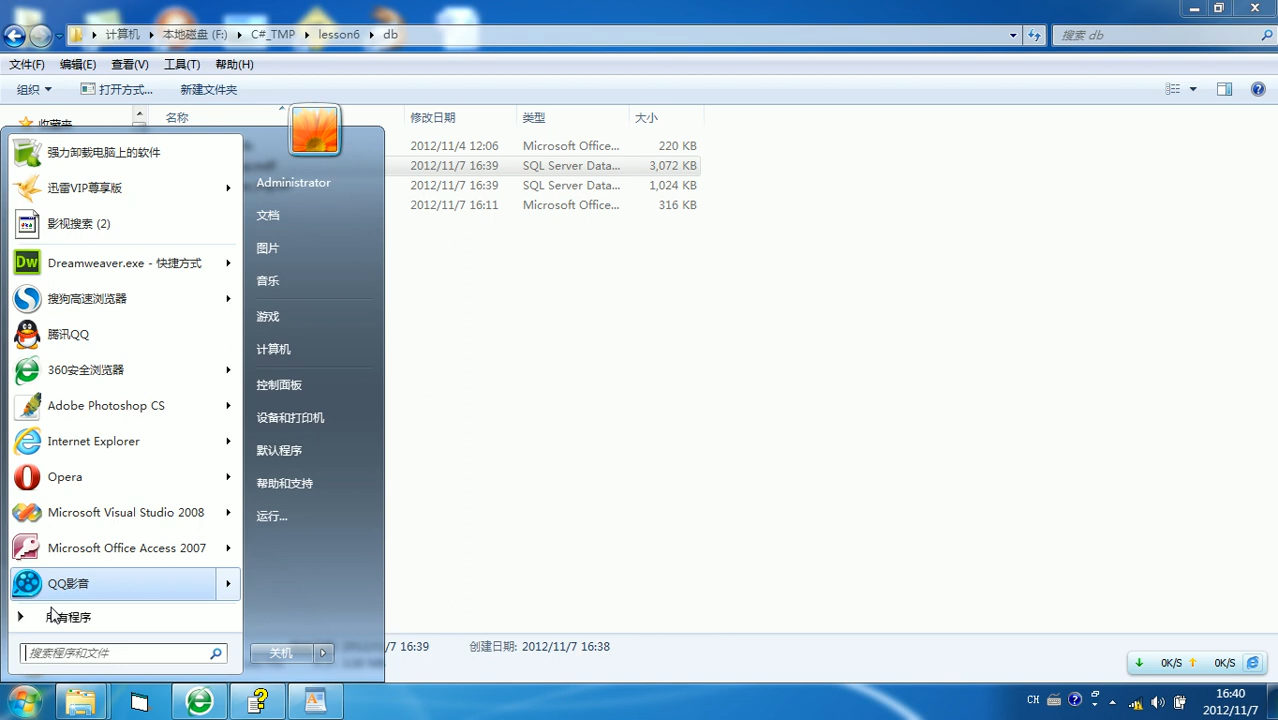 计算机 本地磁盘 (F:) C#_TMP lesson6 db 搜索 db
文件(F) 编辑(E) 查看(V) 工具(T) 帮助(H)
组织 打开方式... 新建文件夹
收藏夹 名称 修改日期 类型 大小
2012/11/4 12:06 Microsoft Office... 220 KB
2012/11/7 16:39 SQL Server Data... 3,072 KB
2012/11/7 16:39 SQL Server Data... 1,024 KB
2012/11/7 16:11 Microsoft Office... 316 KB
强力卸载电脑上的软件
迅雷VIP尊享版
影视搜索 (2)
Dw Dreamweaver.exe - 快捷方式
搜狗高速浏览器
腾讯QQ
360安全浏览器
Adobe Photoshop CS
Internet Explorer
Opera
Microsoft Visual Studio 2008
Microsoft Office Access 2007
QQ影音
所有程序
搜索程序和文件
Administrator
文档
图片
音乐
游戏
计算机
控制面板
设备和打印机
默认程序
帮助和支持
运行...
关机
/7 16:39 创建日期: 2012/11/7 16:38
0K/S 0K/S
CH 16:40
2012/11/7